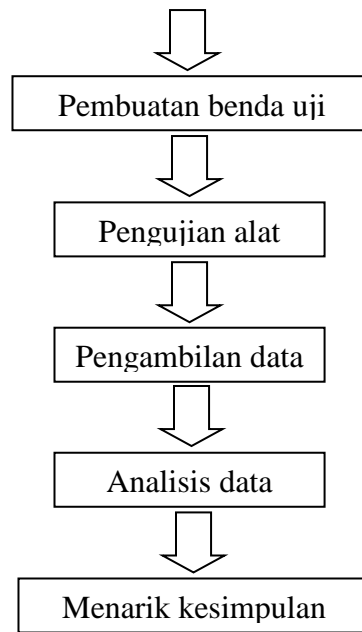 Pembuatan benda uji
Pengujian alat
Pengambilan data
Analisis data
Menarik kesimpulan